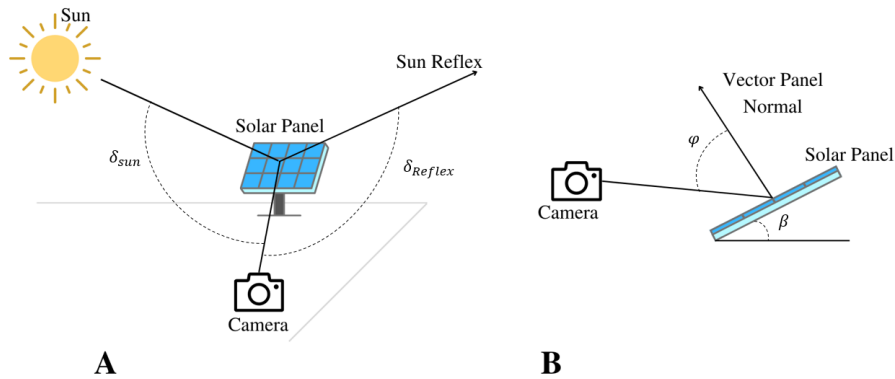 Sun
Sun Reflex
Solar Panel
δ_sun
δ_Reflex
Camera
A
Vector Panel
Normal
φ
Solar Panel
Camera
β
B